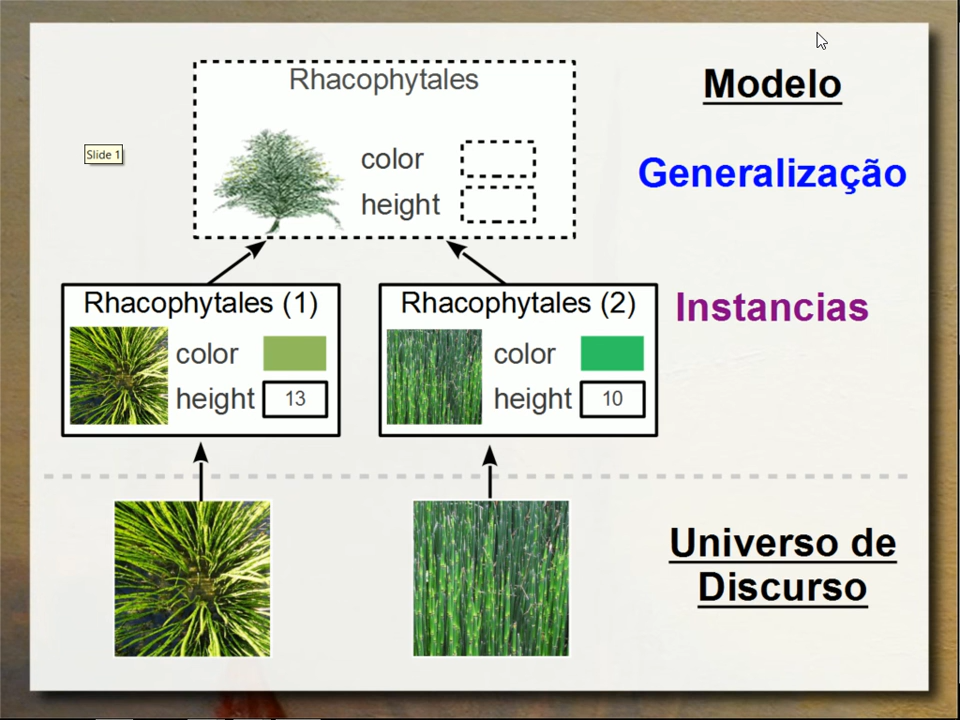 Rhacophytales
Modelo
Slide 1
color
Generalização
height
Rhacophytales (1)
color
height 13
Rhacophytales (2)
color
height 10
Instancias
Universo de
Discurso